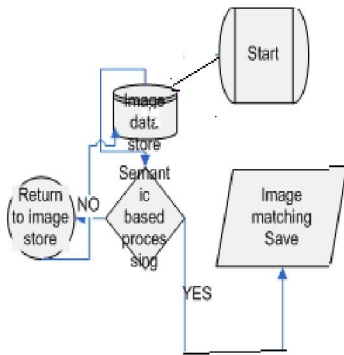 Start
Image
data
store
Semant
ic
based
proces
sing
Return
to image
store
NO
Image
matching
Save
YES